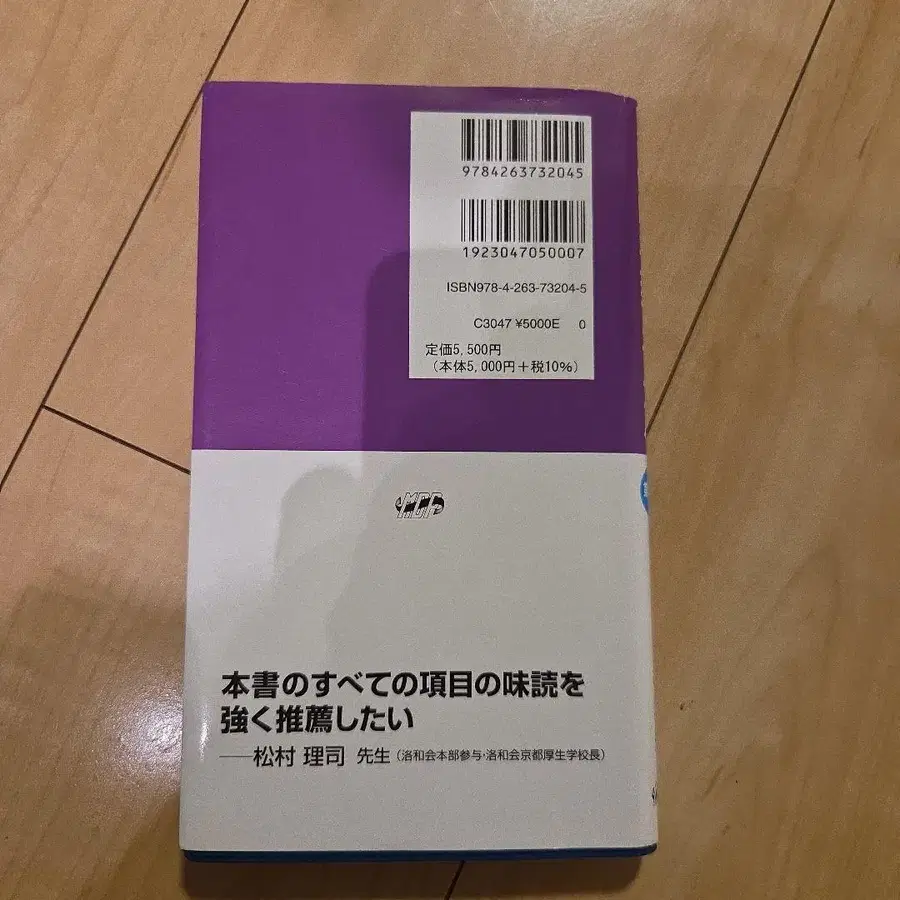 9784263732045
1923047050007
ISBN978-4-263-73204-5
C3047 ¥5000E 0
定価5,500円
(本体5,000円+税10%)
本書のすべての項目の味読を
強く推薦したい
——松村 理司 先生(洛和会本部参与・洛和会京都厚生学校長)